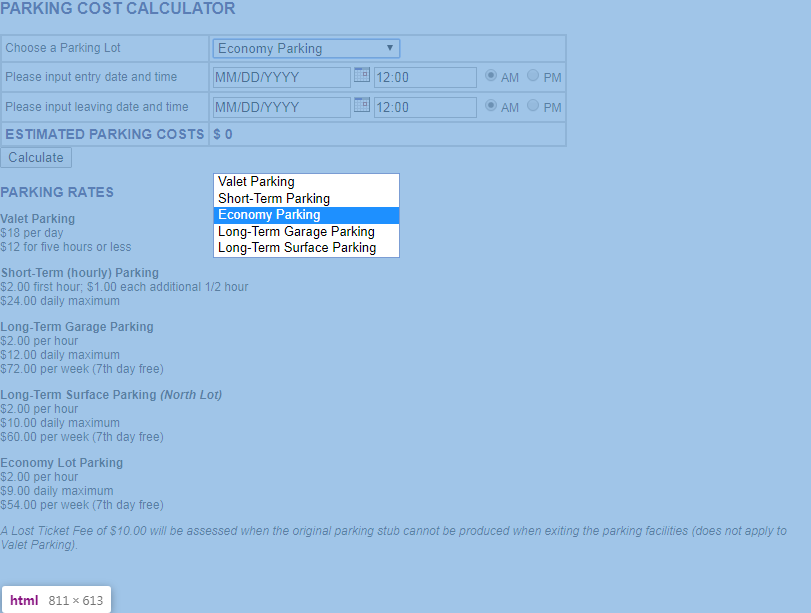 PARKING COST CALCULATOR
Choose a Parking Lot Economy Parking
Please input entry date and time MM/DD/YYYY 12:00 AM PM
Please input leaving date and time MM/DD/YYYY 12:00 AM PM
ESTIMATED PARKING COSTS $ 0
Calculate
Valet Parking
Short-Term Parking
Economy Parking
Long-Term Garage Parking
Long-Term Surface Parking
PARKING RATES
Valet Parking
$18 per day
$12 for five hours or less
Short-Term (hourly) Parking
$2.00 first hour; $1.00 each additional 1/2 hour
$24.00 daily maximum
Long-Term Garage Parking
$2.00 per hour
$12.00 daily maximum
$72.00 per week (7th day free)
Long-Term Surface Parking (North Lot)
$2.00 per hour
$10.00 daily maximum
$60.00 per week (7th day free)
Economy Lot Parking
$2.00 per hour
$9.00 daily maximum
$54.00 per week (7th day free)
A Lost Ticket Fee of $10.00 will be assessed when the original parking stub cannot be produced when exiting the parking facilities (does not apply to
Valet Parking).
html 811 × 613